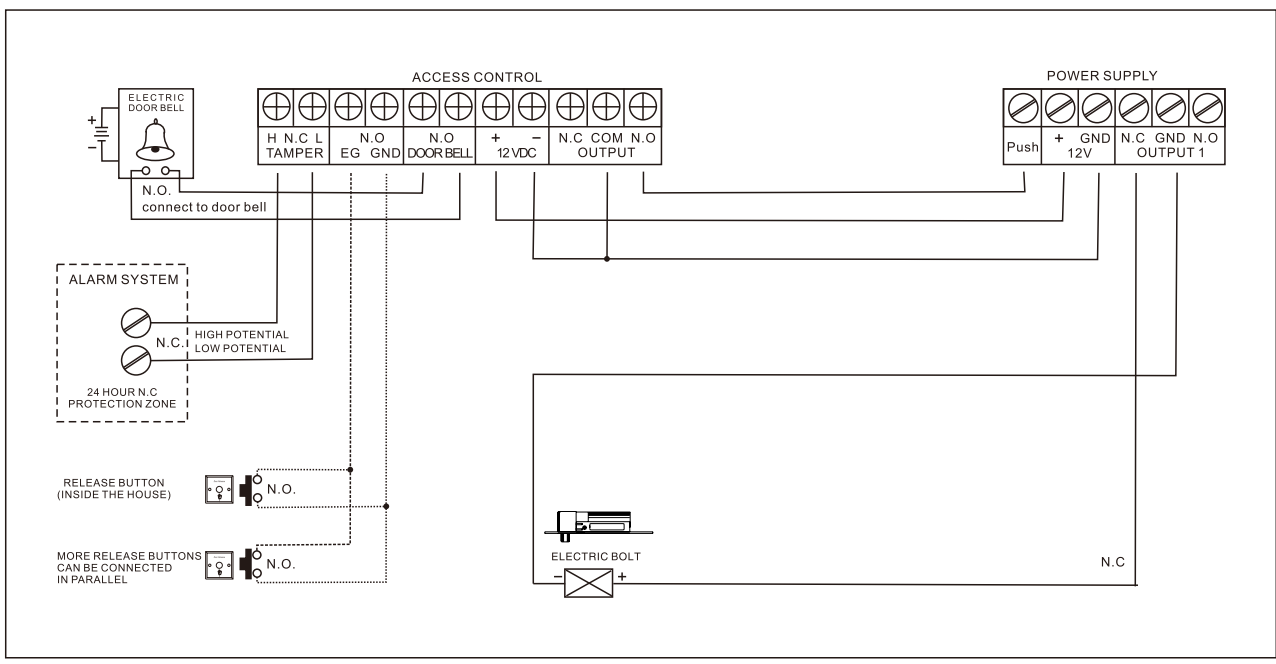 ACCESS CONTROL
POWER SUPPLY
ELECTRIC
DOOR BELL
+
−
H N.C L
TAMPER
N.O
EG GND
N.O
DOOR BELL
+ −
12 VDC
N.C COM N.O
OUTPUT
Push
+ GND
12V
N.C GND N.O
OUTPUT 1
N.O.
connect to door bell
ALARM SYSTEM
N.C.
HIGH POTENTIAL
LOW POTENTIAL
24 HOUR N.C
PROTECTION ZONE
RELEASE BUTTON
(INSIDE THE HOUSE)
N.O.
MORE RELEASE BUTTONS
CAN BE CONNECTED
IN PARALLEL
N.O.
ELECTRIC BOLT
− +
N.C